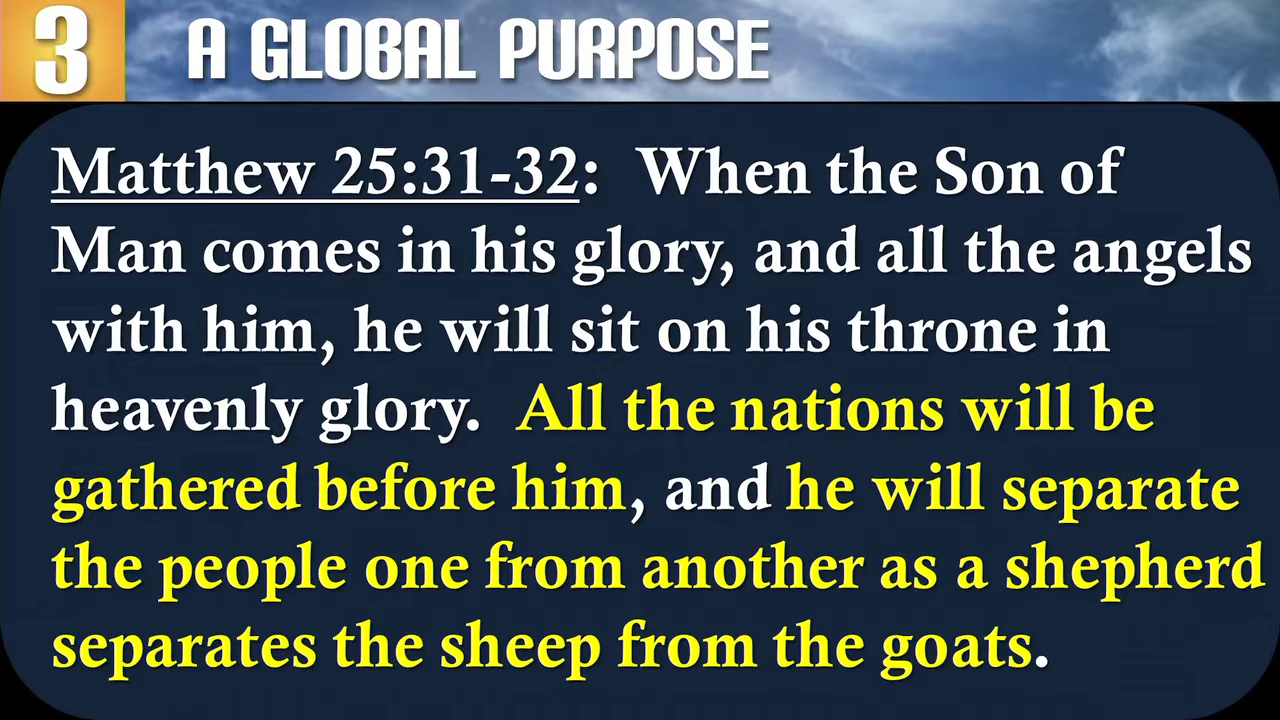 3 A GLOBAL PURPOSE
Matthew 25:31-32: When the Son of
Man comes in his glory, and all the angels
with him, he will sit on his throne in
heavenly glory. All the nations will be
gathered before him, and he will separate
the people one from another as a shepherd
separates the sheep from the goats.